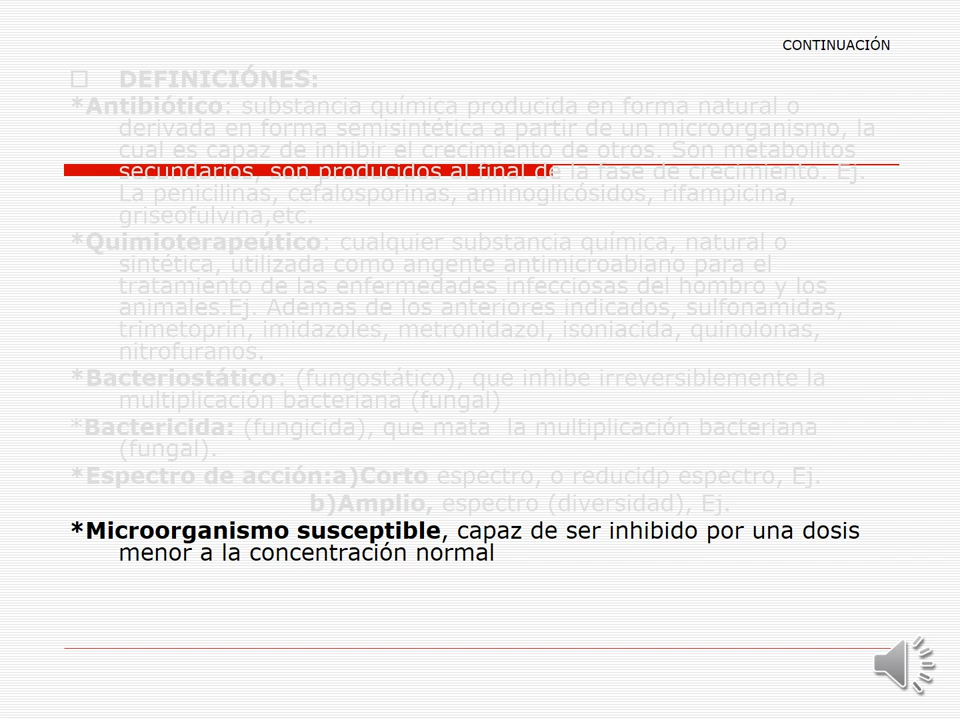 CONTINUACIÓN
DEFINICIÓNES:
*Antibiótico: substancia química producida en forma natural o
derivada en forma semisintética a partir de un microorganismo, la
cual es capaz de inhibir el crecimiento de otros. Son metabolitos
secundarios, son producidos al final de la fase de crecimiento. Ej.
La penicilinas, cefalosporinas, aminoglicósidos, rifampicina,
griseofulvina,etc.
*Quimioterapeútico: cualquier substancia química, natural o
sintética, utilizada como angente antimicroabiano para el
tratamiento de las enfermedades infecciosas del hombro y los
animales.Ej. Ademas de los anteriores indicados, sulfonamidas,
trimetoprin, imidazoles, metronidazol, isoniacida, quinolonas,
nitrofuranos.
*Bacteriostático: (fungostático), que inhibe irreversiblemente la
multiplicación bacteriana (fungal)
*Bactericida: (fungicida), que mata la multiplicación bacteriana
(fungal).
*Espectro de acción:a)Corto espectro, o reducidp espectro, Ej.
b)Amplio, espectro (diversidad), Ej.
*Microorganismo susceptible, capaz de ser inhibido por una dosis
menor a la concentración normal